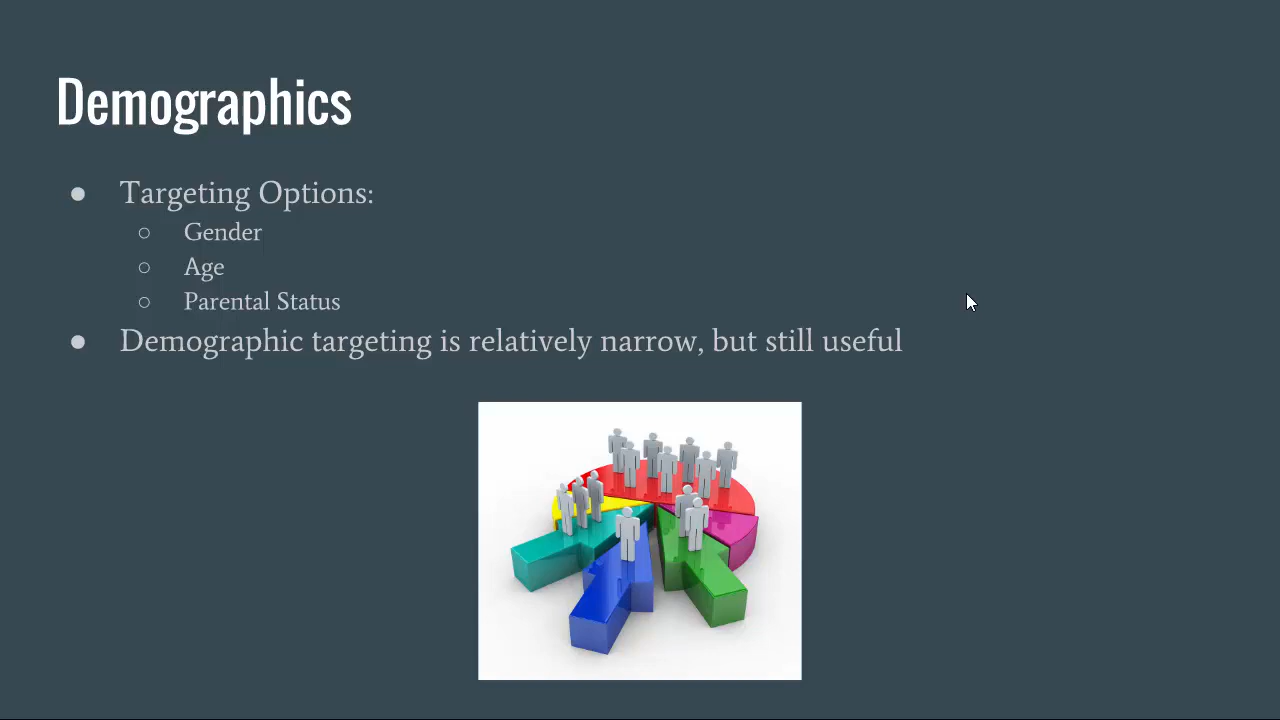 Demographics
● Targeting Options:
○ Gender
○ Age
○ Parental Status
● Demographic targeting is relatively narrow, but still useful